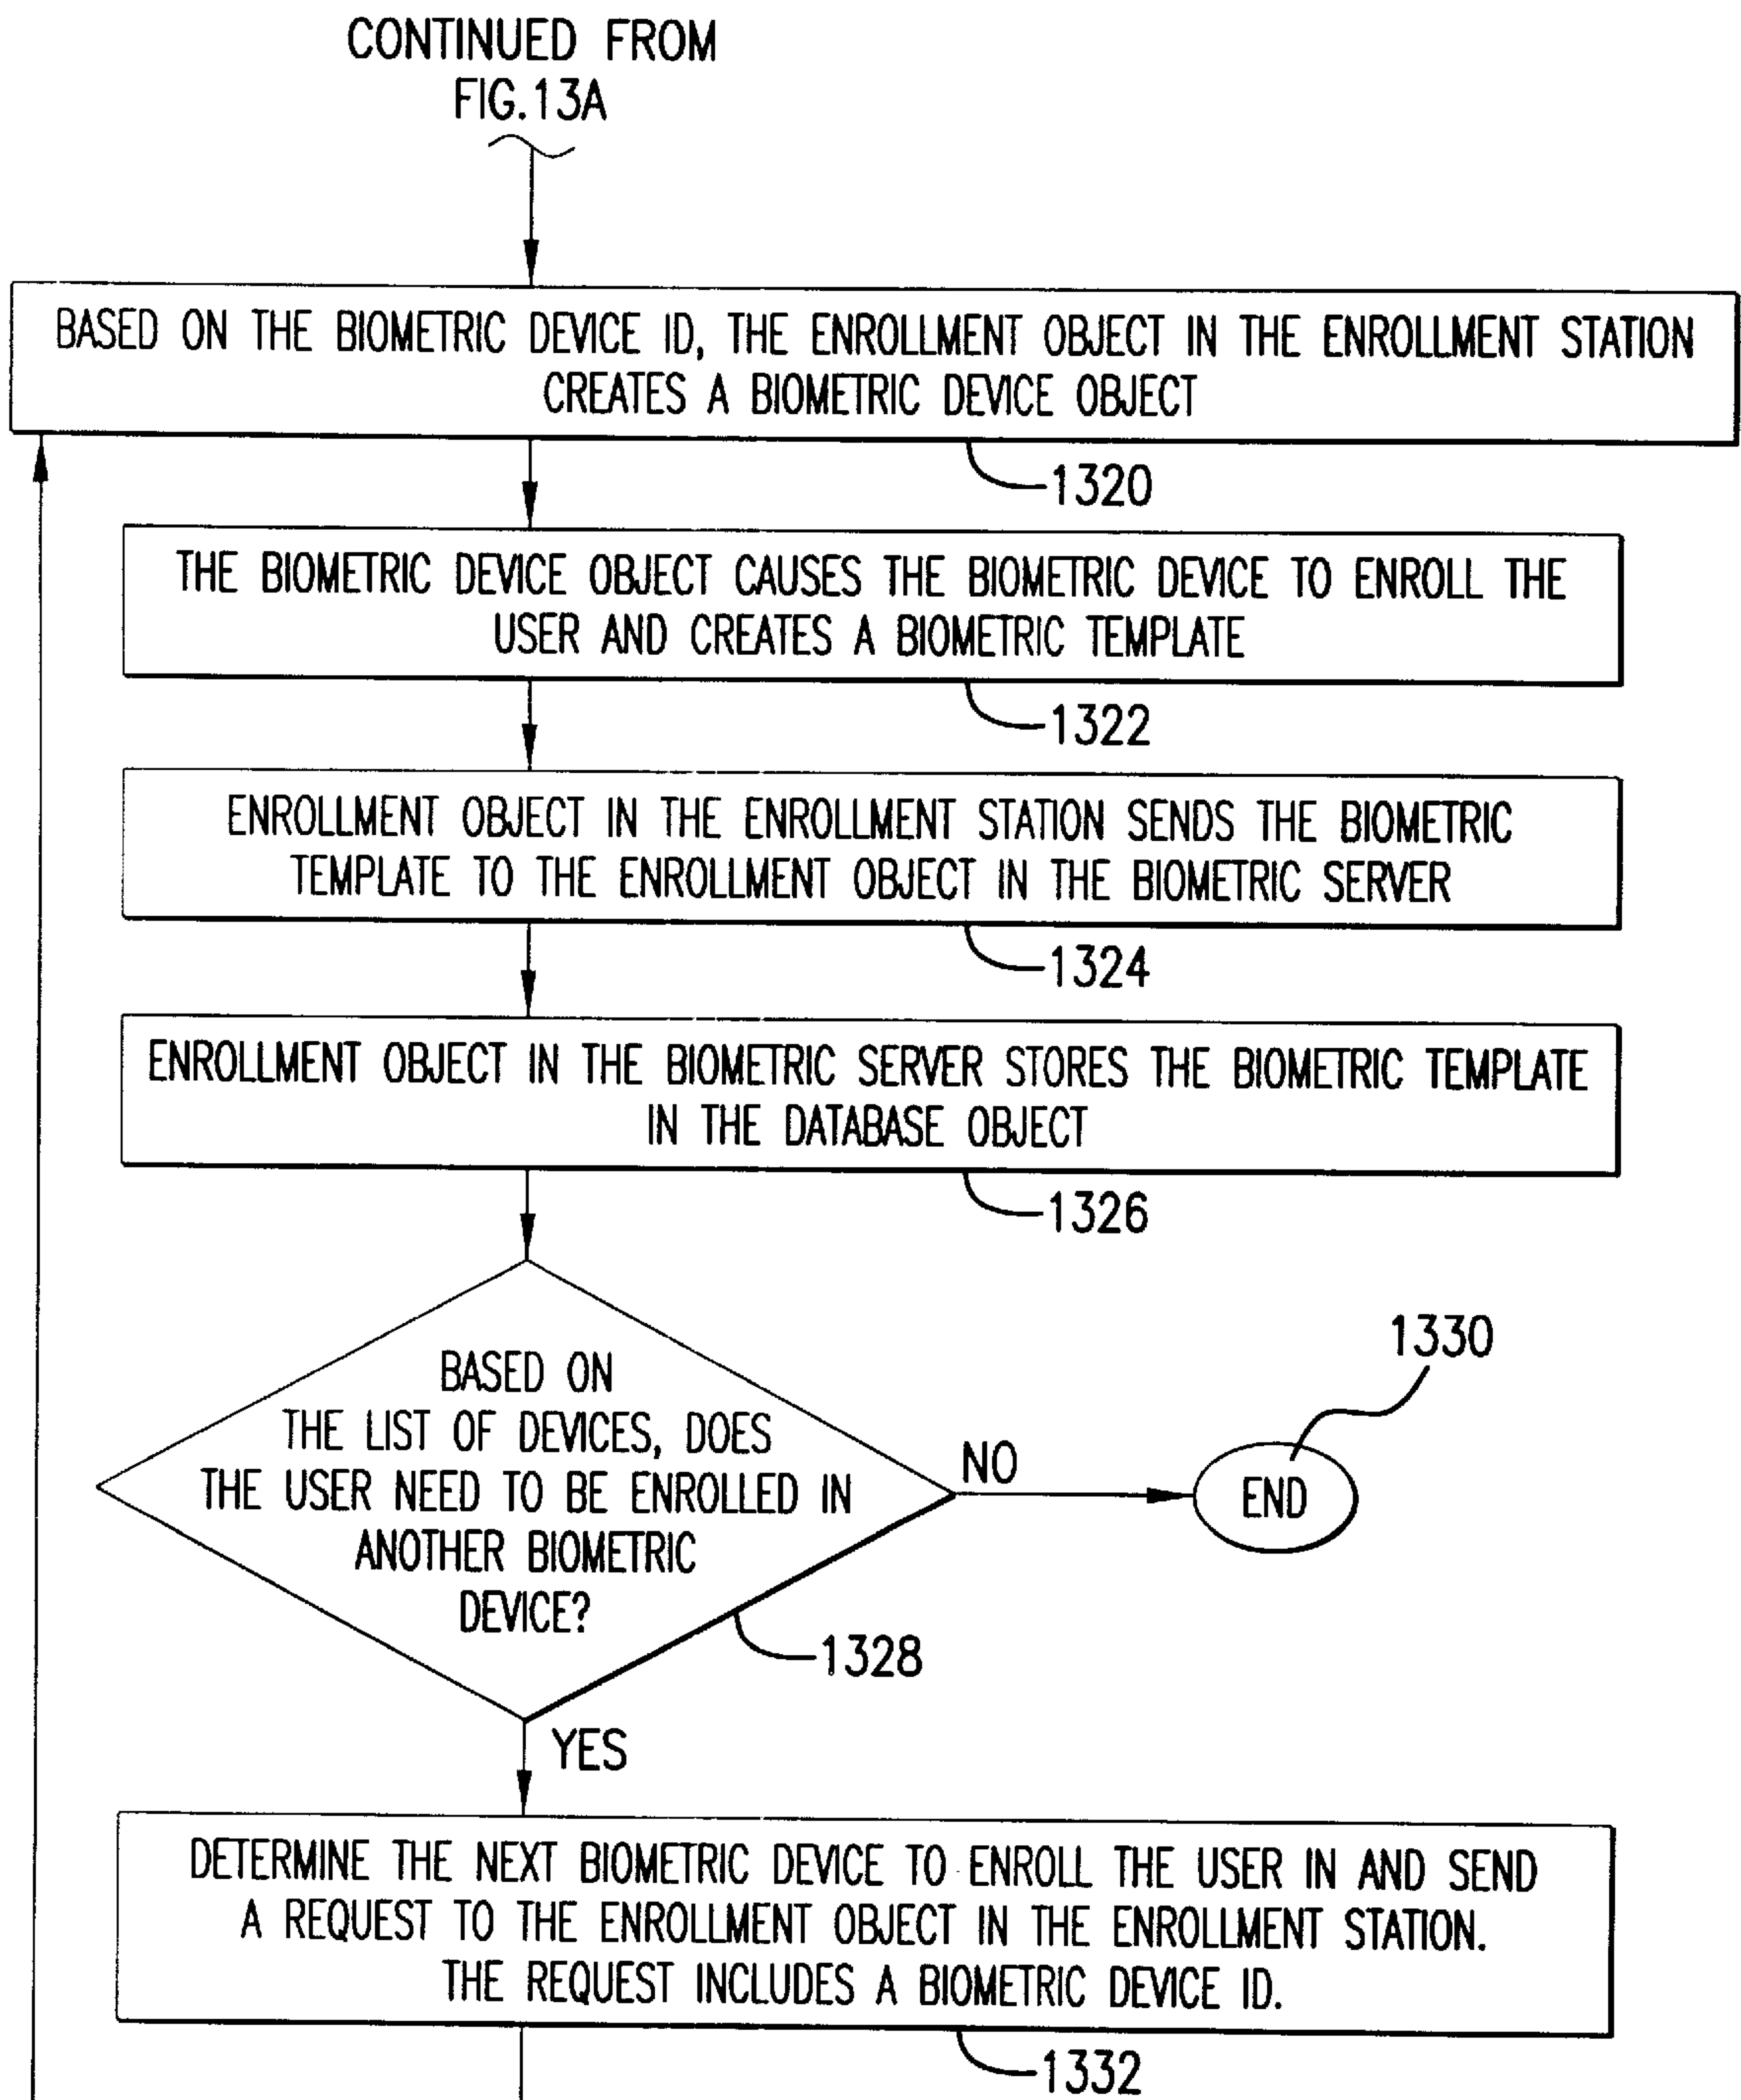 CONTINUED FROM
FIG.13A
BASED ON THE BIOMETRIC DEVICE ID, THE ENROLLMENT OBJECT IN THE ENROLLMENT STATION
CREATES A BIOMETRIC DEVICE OBJECT
1320
THE BIOMETRIC DEVICE OBJECT CAUSES THE BIOMETRIC DEVICE TO ENROLL THE
USER AND CREATES A BIOMETRIC TEMPLATE
1322
ENROLLMENT OBJECT IN THE ENROLLMENT STATION SENDS THE BIOMETRIC
TEMPLATE TO THE ENROLLMENT OBJECT IN THE BIOMETRIC SERVER
1324
ENROLLMENT OBJECT IN THE BIOMETRIC SERVER STORES THE BIOMETRIC TEMPLATE
IN THE DATABASE OBJECT
1326
BASED ON
THE LIST OF DEVICES, DOES
THE USER NEED TO BE ENROLLED IN
ANOTHER BIOMETRIC
DEVICE?
1328
NO
1330
END
YES
DETERMINE THE NEXT BIOMETRIC DEVICE TO ENROLL THE USER IN AND SEND
A REQUEST TO THE ENROLLMENT OBJECT IN THE ENROLLMENT STATION.
THE REQUEST INCLUDES A BIOMETRIC DEVICE ID.
1332